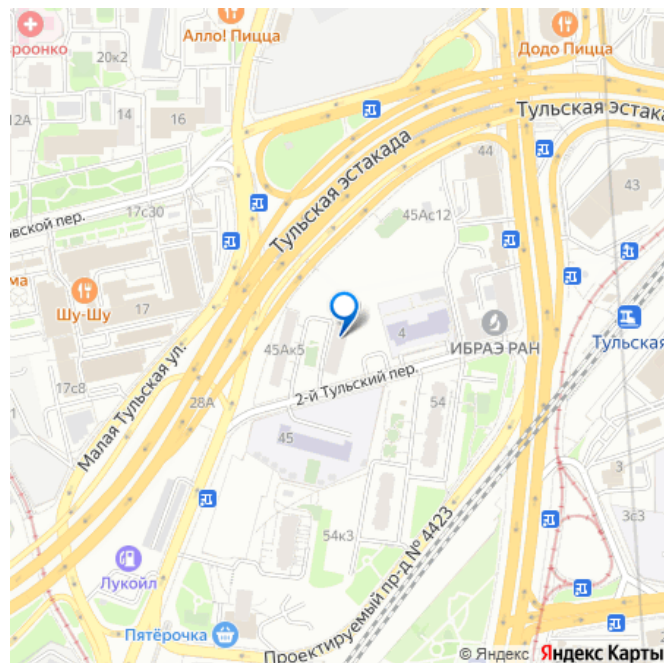 Алло! Пицца
Додо Пицца
роонко
20к2
14
16
12А
Тульская эстака
Тульская эстакада
44
43
17с30
овской пер.
45Ас12
ма
Шу-Шу
17
4
ИБРАЭ РАН
Тульская
45Ак5
17с8
28А
Малая Тульская ул.
2-й Тульский пер.
54
45
3
3с3
54к3
Проектируемый пр-д № 4423
Лукойл
Пятёрочка
© Яндекс Яндекс Карты